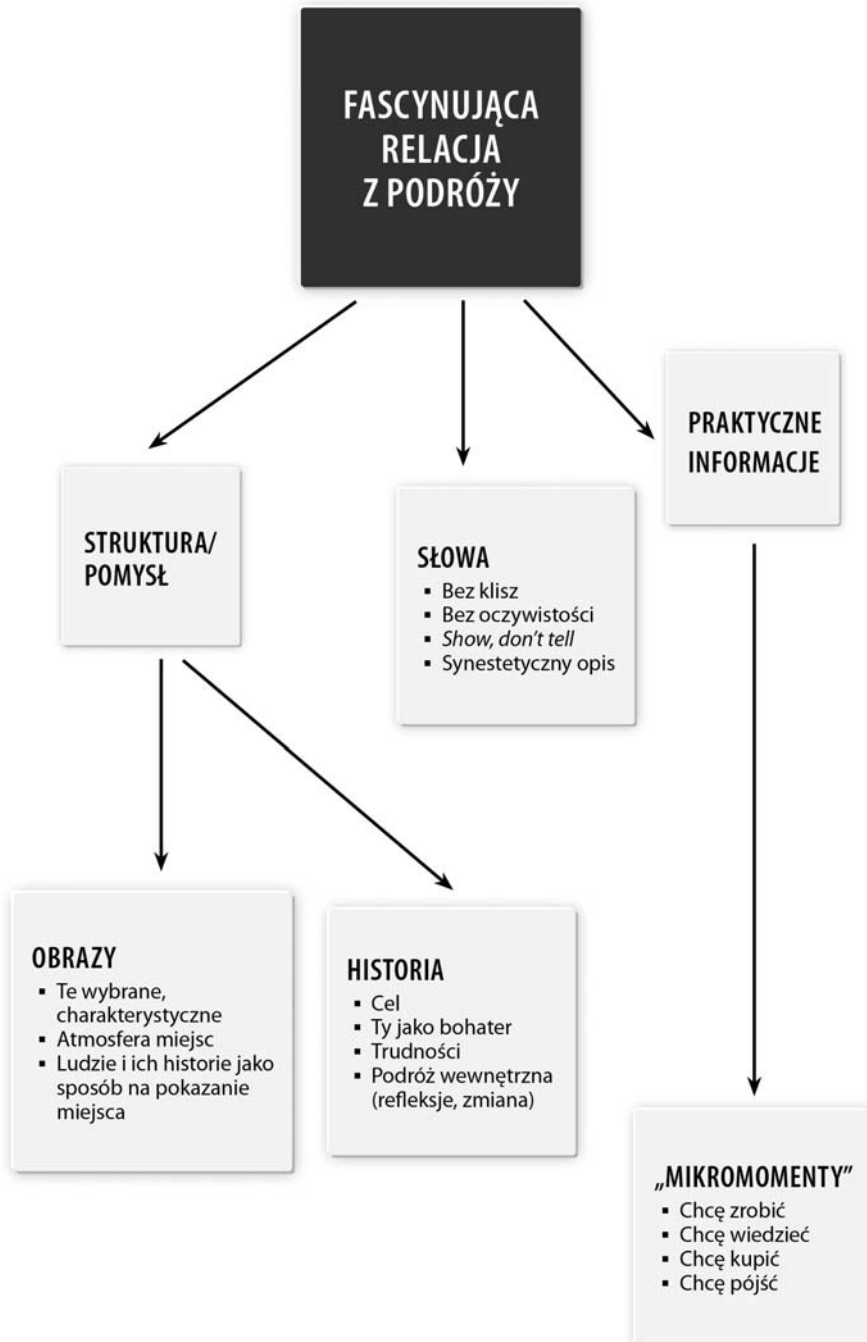 FASCYNUJĄCA
RELACJA
Z PODRÓŻY
PRAKTYCZNE
INFORMACJE
STRUKTURA/
POMYSŁ
SŁOWA
▪ Bez klisz
▪ Bez oczywistości
▪ Show, don't tell
▪ Synestetyczny opis
OBRAZY
▪ Te wybrane,
charakterystyczne
▪ Atmosfera miejsc
▪ Ludzie i ich historie jako
sposób na pokazanie
miejsca
HISTORIA
▪ Cel
▪ Ty jako bohater
▪ Trudności
▪ Podróż wewnętrzna
(refleksje, zmiana)
„MIKROMOMENTY”
▪ Chcę zrobić
▪ Chcę wiedzieć
▪ Chcę kupić
▪ Chcę pójść